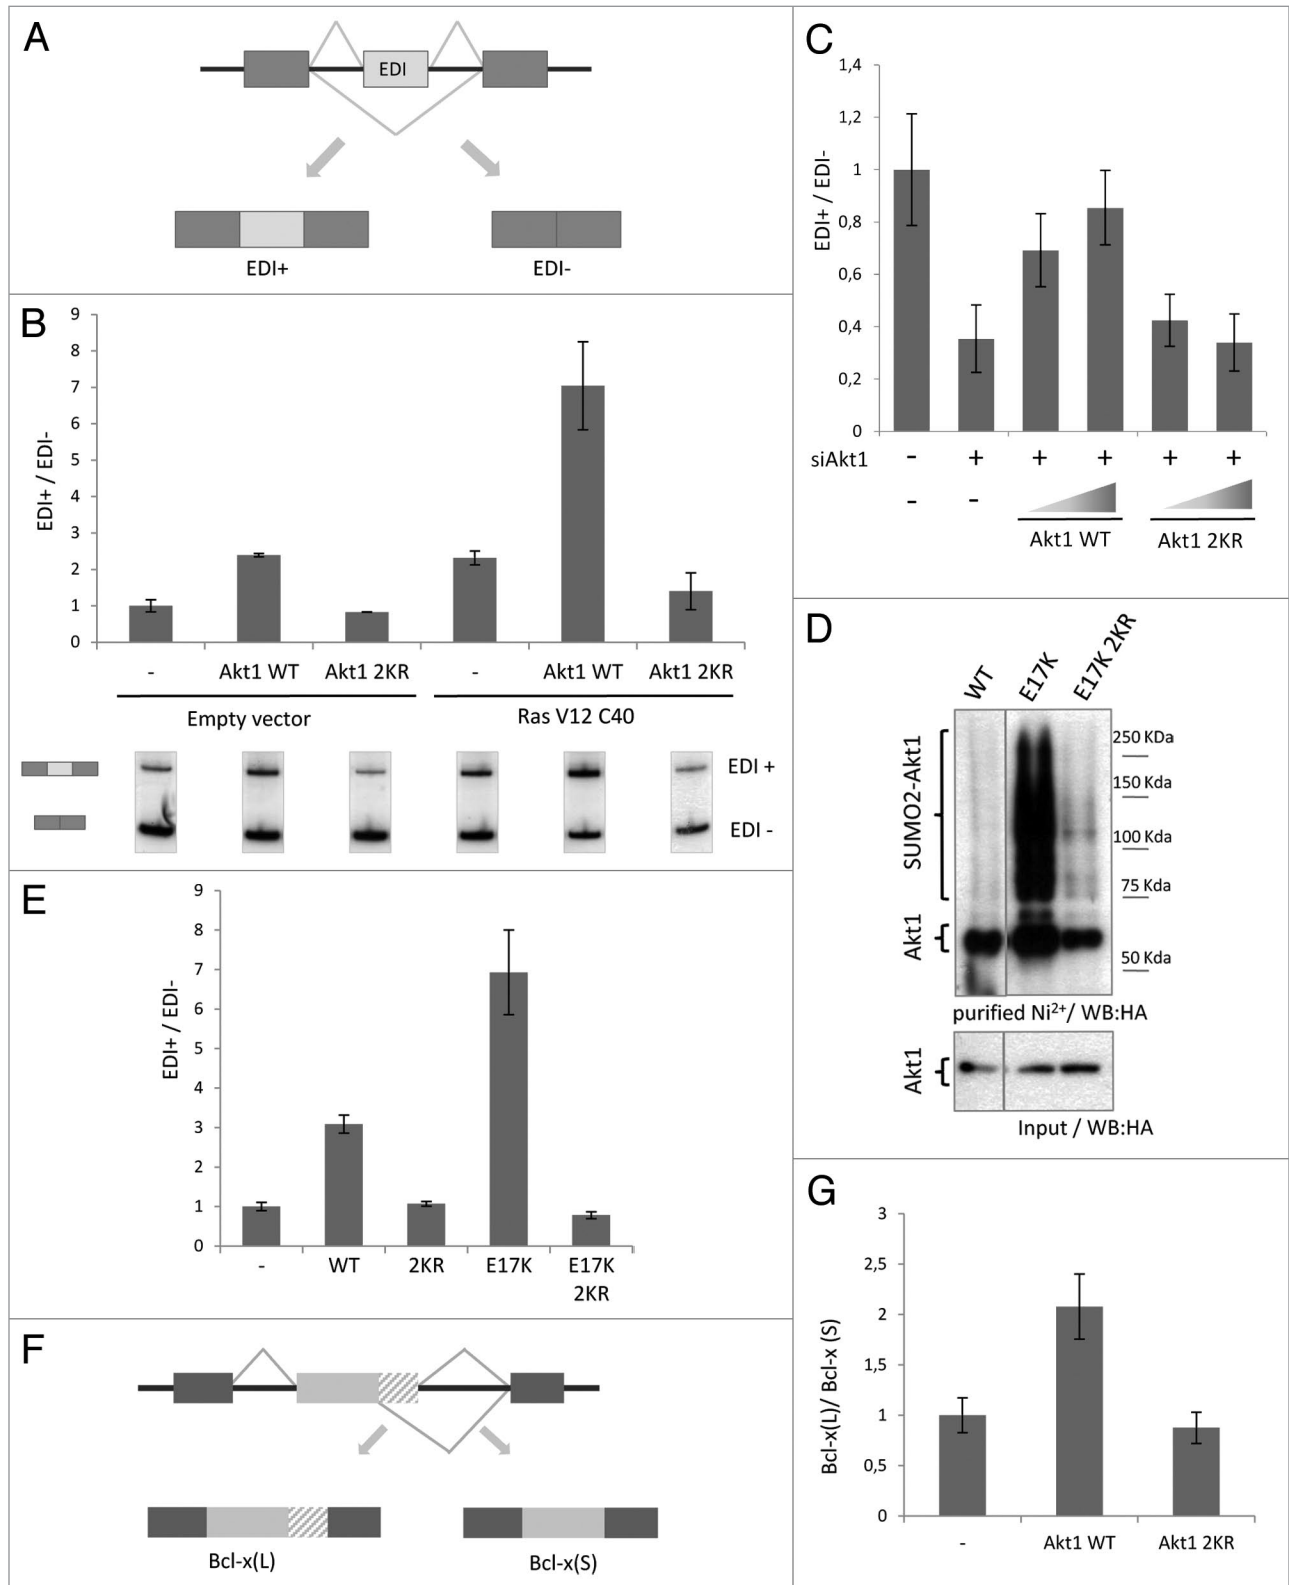 A
EDI
EDI+
EDI-
B
EDI+ / EDI-
9
8
7
6
5
4
3
2
1
0
-
Akt1 WT
Akt1 2KR
-
Akt1 WT
Akt1 2KR
Empty vector
Ras V12 C40
EDI +
EDI -
C
EDI+ / EDI-
1,4
1,2
1
0,8
0,6
0,4
0,2
0
siAkt1 - + + + + +
- -
Akt1 WT
Akt1 2KR
D
WT
E17K
E17K 2KR
SUMO2-Akt1
Akt1
250 KDa
150 Kda
100 Kda
75 Kda
50 Kda
purified Ni²⁺/ WB:HA
Akt1
Input / WB:HA
E
EDI+ / EDI-
9
8
7
6
5
4
3
2
1
0
-
WT
2KR
E17K
E17K
2KR
F
Bcl-x(L)
Bcl-x(S)
G
Bcl-x(L)/ Bcl-x (S)
3
2,5
2
1,5
1
0,5
0
-
Akt1 WT
Akt1 2KR